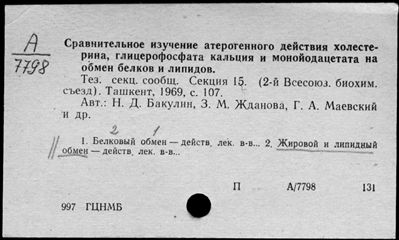 А
7798
Сравнительное изучение атерогенного действия холесте-
рина, глицерофосфата кальция и монойодацетата на
обмен белков и липидов.
Тез. секц. сообщ. Секция 15. (2-й Всесоюз. биохим.
съезд). Ташкент, 1969, с. 107.
Авт.: Н. Д. Бакулин, З. М. Жданова, Г. А. Маевский
и др.
2 1
1. Белковый обмен — действ. лек. в-в... 2. Жировой и липидный
обмен — действ. лек. в-в...
П А/7798 131
997 ГЦНМБ